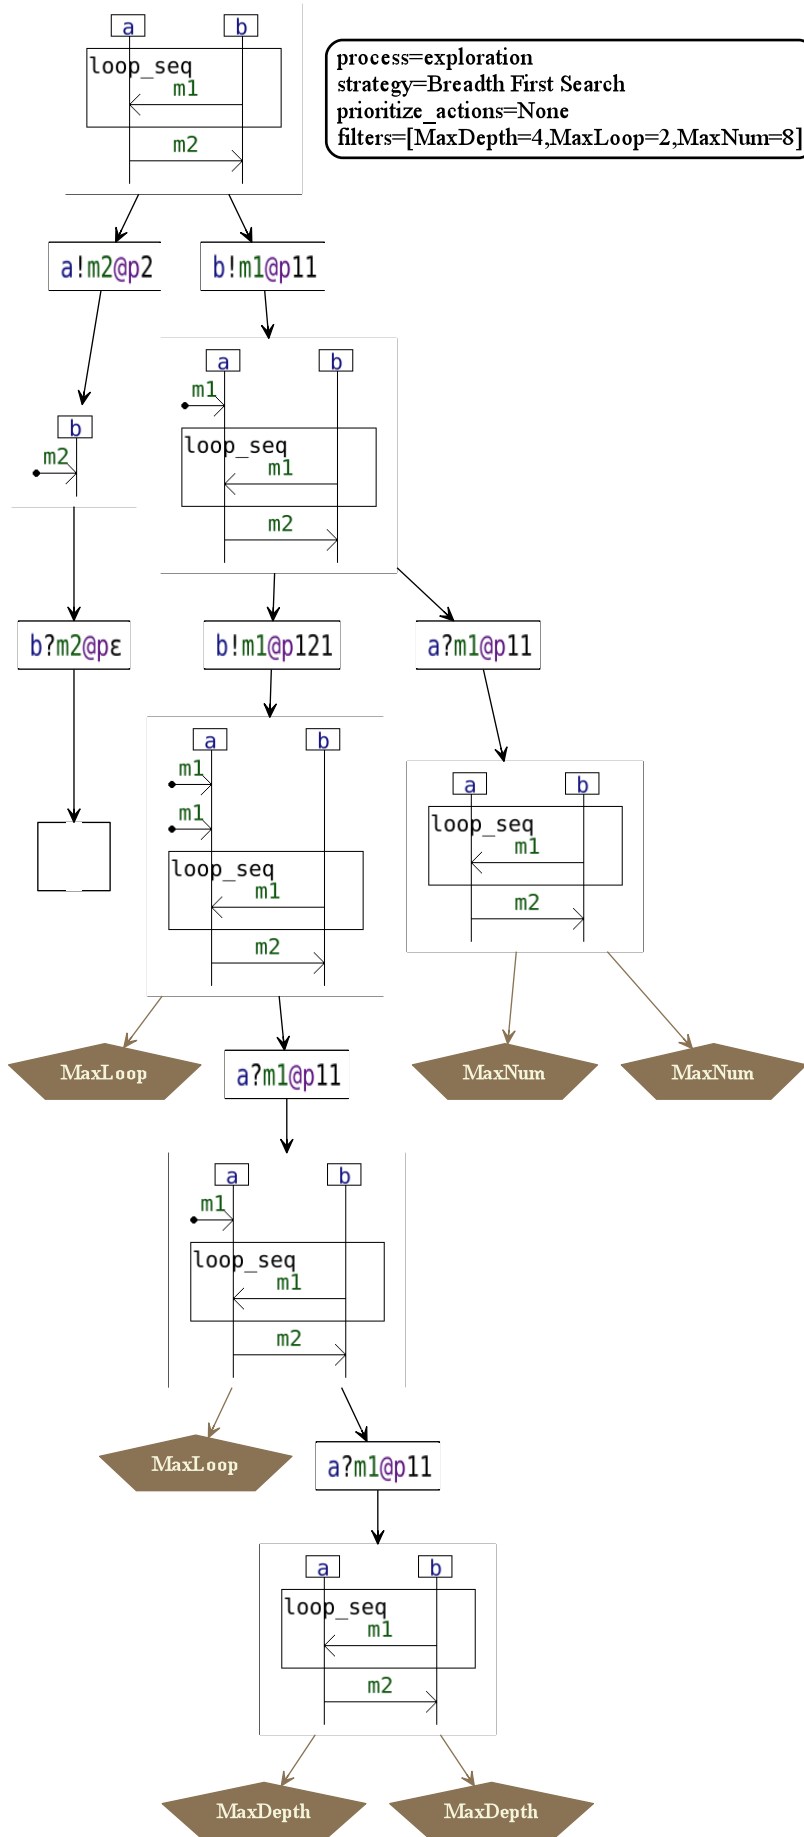 a b
loop_seq
m1
m2
process=exploration
strategy=Breadth First Search
prioritize_actions=None
filters=[MaxDepth=4,MaxLoop=2,MaxNum=8]
a!m2@p2
b!m1@p11
a b
m1
loop_seq
m1
m2
b
m2
b?m2@pε
b!m1@p121
a?m1@p11
a b
m1
m1
loop_seq
m1
m2
a b
loop_seq
m1
m2
MaxLoop
MaxNum
MaxNum
a?m1@p11
a b
m1
loop_seq
m1
m2
MaxLoop
a?m1@p11
a b
loop_seq
m1
m2
MaxDepth
MaxDepth